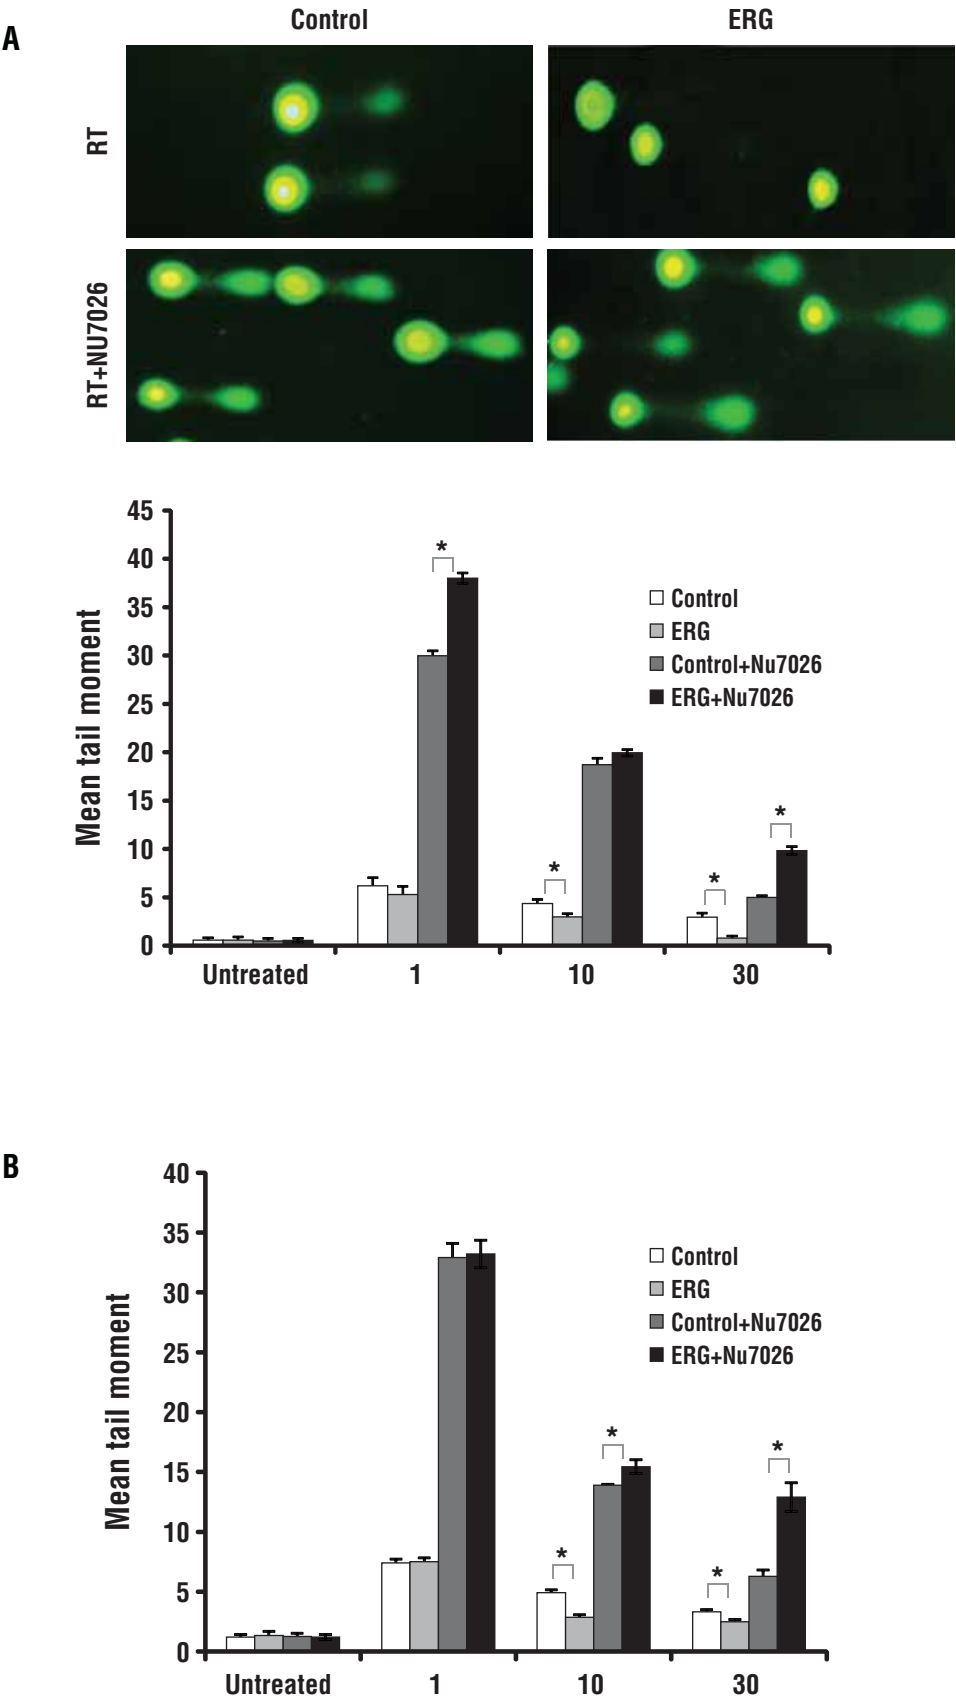 A
Control
ERG
RT
RT+NU7026
Mean tail moment
45
40
35
30
25
20
15
10
5
0
*
*
*
*
Control
ERG
Control+Nu7026
ERG+Nu7026
Untreated
1
10
30
B
Mean tail moment
40
35
30
25
20
15
10
5
0
*
*
*
*
Control
ERG
Control+Nu7026
ERG+Nu7026
Untreated
1
10
30